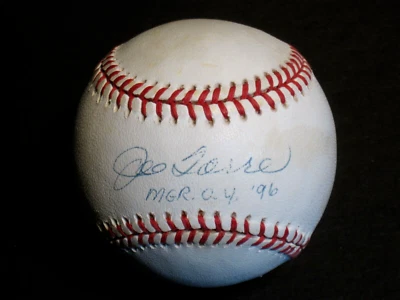 Joe Torre
MGR. O.Y. '96